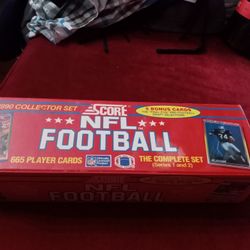 990 COLLECTOR SET
SCORE
5 BONUS CARDS
NFL
FOOTBALL
665 PLAYER CARDS
THE COMPLETE SET
(Series 1 and 2)
NFL
FOOTBALL